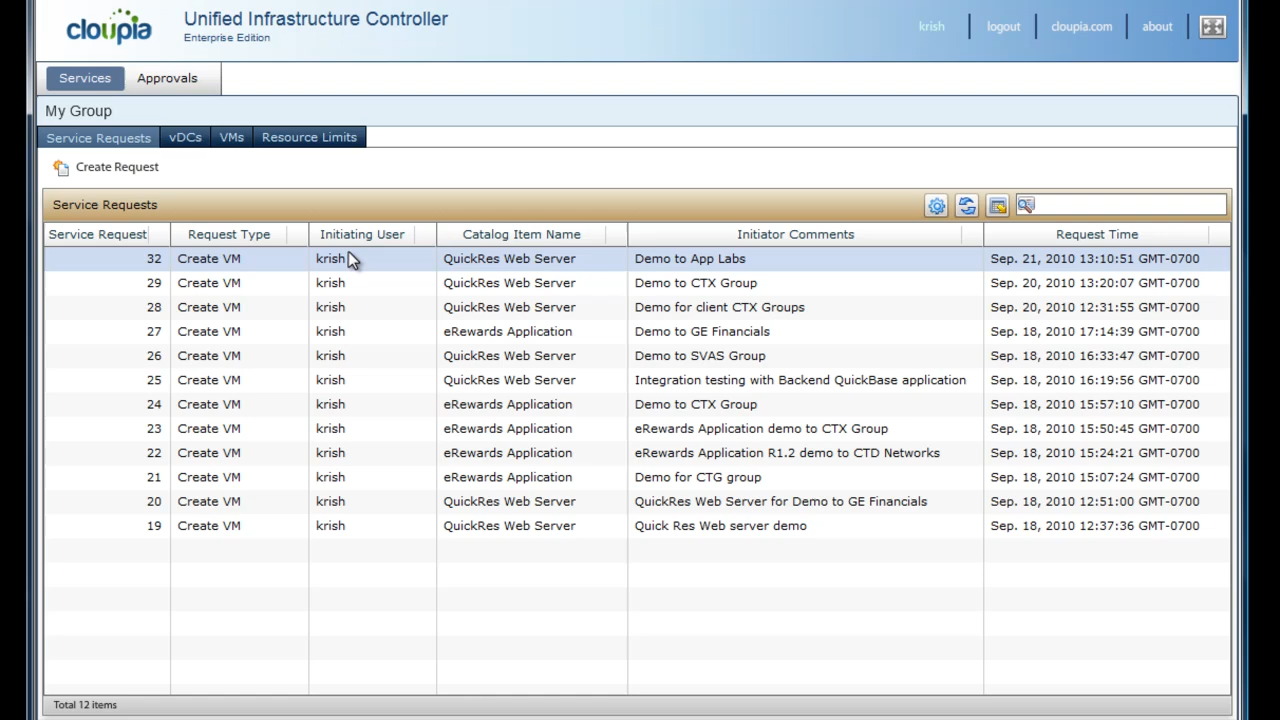 cloupia
Unified Infrastructure Controller
Enterprise Edition
krish logout cloupia.com about
Services Approvals
My Group
Service Requests vDCs VMs Resource Limits
Create Request
Service Requests
Service Request Request Type Initiating User Catalog Item Name Initiator Comments Request Time
32 Create VM krish QuickRes Web Server Demo to App Labs Sep. 21, 2010 13:10:51 GMT-0700
29 Create VM krish QuickRes Web Server Demo to CTX Group Sep. 20, 2010 13:20:07 GMT-0700
28 Create VM krish QuickRes Web Server Demo for client CTX Groups Sep. 20, 2010 12:31:55 GMT-0700
27 Create VM krish eRewards Application Demo to GE Financials Sep. 18, 2010 17:14:39 GMT-0700
26 Create VM krish QuickRes Web Server Demo to SVAS Group Sep. 18, 2010 16:33:47 GMT-0700
25 Create VM krish QuickRes Web Server Integration testing with Backend QuickBase application Sep. 18, 2010 16:19:56 GMT-0700
24 Create VM krish eRewards Application Demo to CTX Group Sep. 18, 2010 15:57:10 GMT-0700
23 Create VM krish eRewards Application eRewards Application demo to CTX Group Sep. 18, 2010 15:50:45 GMT-0700
22 Create VM krish eRewards Application eRewards Application R1.2 demo to CTD Networks Sep. 18, 2010 15:24:21 GMT-0700
21 Create VM krish eRewards Application Demo for CTG group Sep. 18, 2010 15:07:24 GMT-0700
20 Create VM krish QuickRes Web Server QuickRes Web Server for Demo to GE Financials Sep. 18, 2010 12:51:00 GMT-0700
19 Create VM krish QuickRes Web Server Quick Res Web server demo Sep. 18, 2010 12:37:36 GMT-0700
Total 12 items